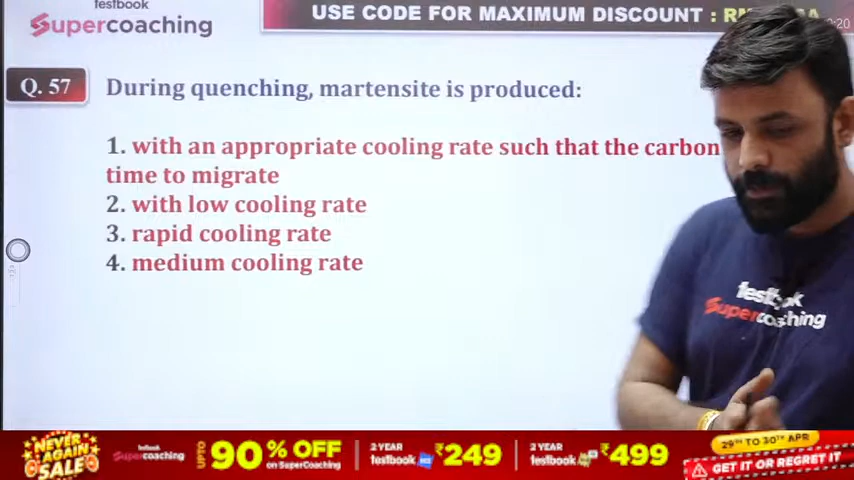 testbook
Supercoaching
USE CODE FOR MAXIMUM DISCOUNT :
:20
Q. 57
During quenching, martensite is produced:
1. with an appropriate cooling rate such that the carbon
time to migrate
2. with low cooling rate
3. rapid cooling rate
4. medium cooling rate
testbook
Supercoaching
NEVER AGAIN SALE
testbook
Supercoaching
UPTO 90% OFF on SuperCoaching
2 YEAR testbook ₹249
2 YEAR testbook ₹499
29TH TO 30TH APR
GET IT OR REGRET IT